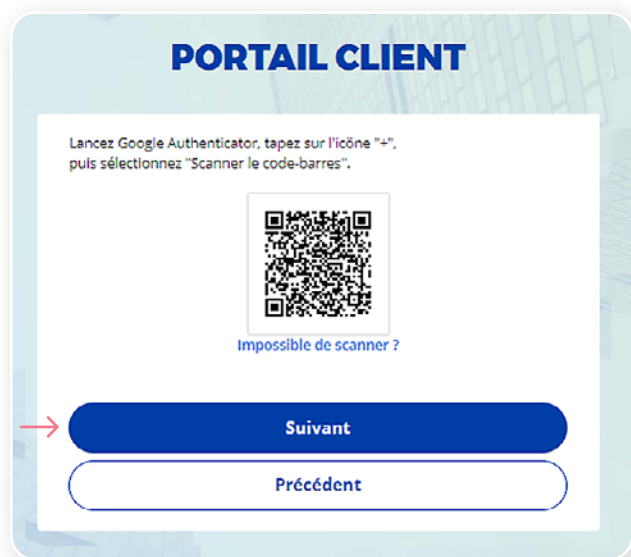 PORTAIL CLIENT
Lancez Google Authenticator, tapez sur l'icône "+",
puis sélectionnez "Scanner le code-barres".
Impossible de scanner ?
Suivant
Précédent